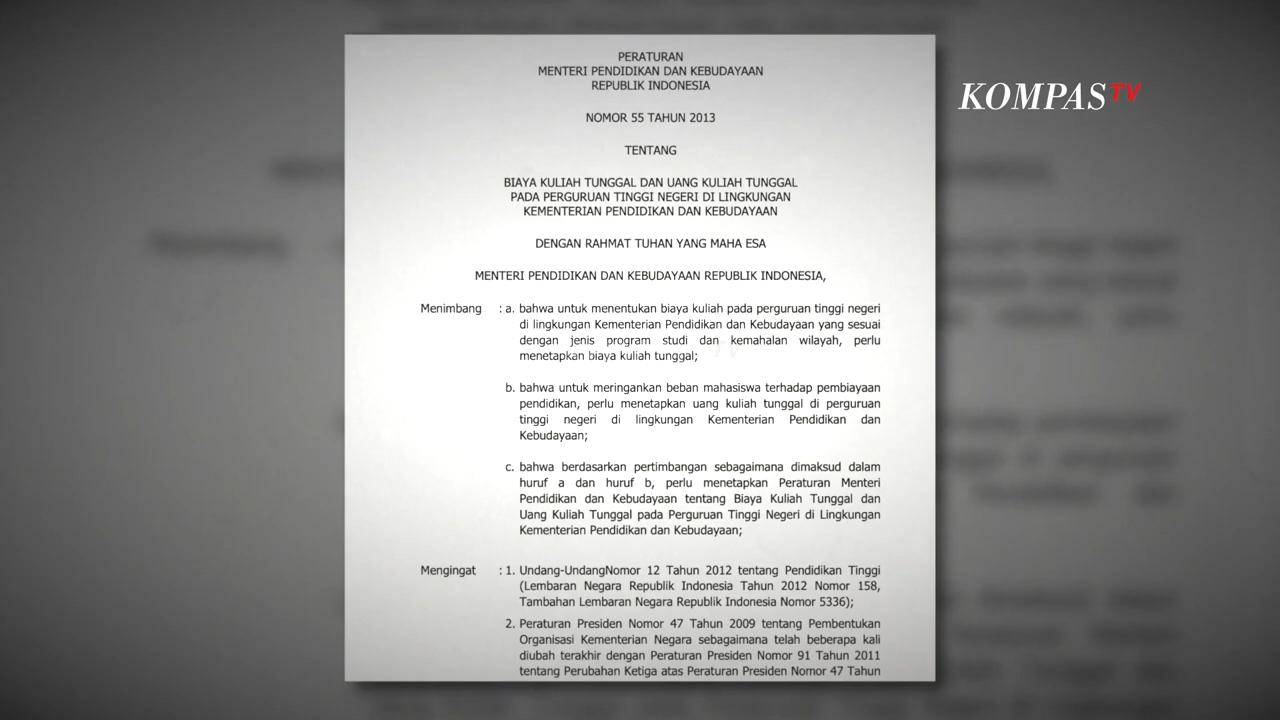 KOMPAS TV
PERATURAN
MENTERI PENDIDIKAN DAN KEBUDAYAAN
REPUBLIK INDONESIA
NOMOR 55 TAHUN 2013
TENTANG
BIAYA KULIAH TUNGGAL DAN UANG KULIAH TUNGGAL
PADA PERGURUAN TINGGI NEGERI DI LINGKUNGAN
KEMENTERIAN PENDIDIKAN DAN KEBUDAYAAN
DENGAN RAHMAT TUHAN YANG MAHA ESA
MENTERI PENDIDIKAN DAN KEBUDAYAAN REPUBLIK INDONESIA,
Menimbang : a. bahwa untuk menentukan biaya kuliah pada perguruan tinggi negeri
di lingkungan Kementerian Pendidikan dan Kebudayaan yang sesuai
dengan jenis program studi dan kemahalan wilayah, perlu
menetapkan biaya kuliah tunggal;
b. bahwa untuk meringankan beban mahasiswa terhadap pembiayaan
pendidikan, perlu menetapkan uang kuliah tunggal di perguruan
tinggi negeri di lingkungan Kementerian Pendidikan dan
Kebudayaan;
c. bahwa berdasarkan pertimbangan sebagaimana dimaksud dalam
huruf a dan huruf b, perlu menetapkan Peraturan Menteri
Pendidikan dan Kebudayaan tentang Biaya Kuliah Tunggal dan
Uang Kuliah Tunggal pada Perguruan Tinggi Negeri di Lingkungan
Kementerian Pendidikan dan Kebudayaan;
Mengingat : 1. Undang-UndangNomor 12 Tahun 2012 tentang Pendidikan Tinggi
(Lembaran Negara Republik Indonesia Tahun 2012 Nomor 158,
Tambahan Lembaran Negara Republik Indonesia Nomor 5336);
2. Peraturan Presiden Nomor 47 Tahun 2009 tentang Pembentukan
Organisasi Kementerian Negara sebagaimana telah beberapa kali
diubah terakhir dengan Peraturan Presiden Nomor 91 Tahun 2011
tentang Perubahan Ketiga atas Peraturan Presiden Nomor 47 Tahun